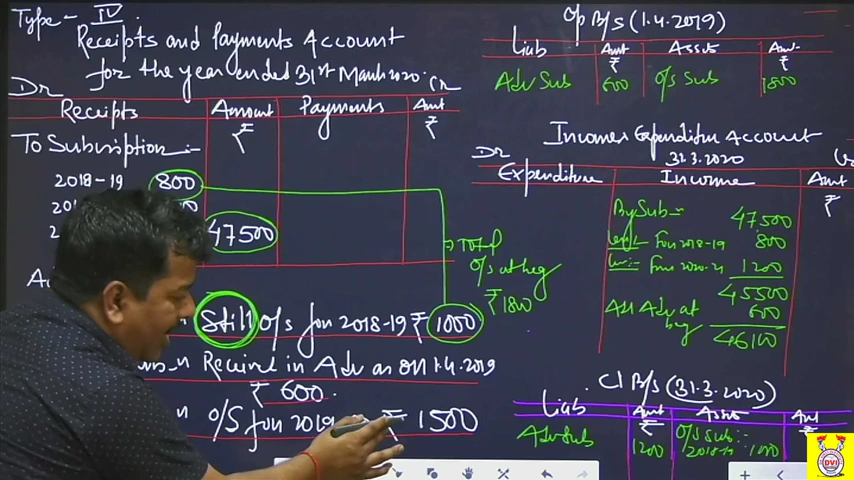 Type - IV
Receipts and Payments Account
for the year ended 31st March 2020.
Dr Cr
Receipts Amount ₹ Payments Amt ₹
To Subscription :-
2018-19 800
47500
Still O/s for 2018-19 ₹ 1000
Received in Adv as on 1.4.2019
₹ 600.
O/S for 2019 ₹ 1500
→ Total
O/s at beg
₹ 1800
Op B/s (1.4.2019)
Liab Amt ₹ Assets Amt ₹
Adv Sub 600 O/s Sub 1800
Income & Expenditure Account
31.3.2020
Dr
Expenditure Income Amt ₹
By Sub :- 47500
Less:- For 2018-19 800
Less:- For 2020-21 1200
45500
Add Adv at beg 600
46100
Cl B/s (31.3.2020)
Liab Amt ₹ Assets Amt ₹
Adv Sub 1200 O/s Sub :-
2018-19 1000
DVI